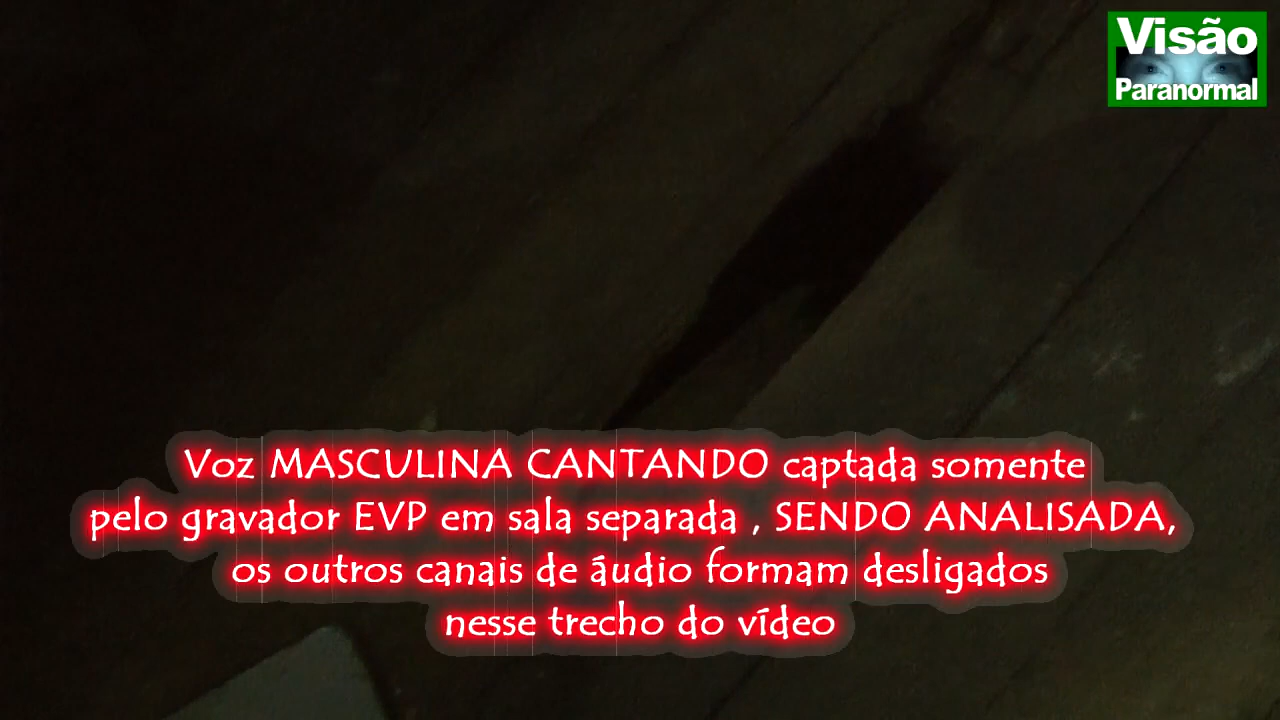 Visão
Paranormal
Voz MASCULINA CANTANDO captada somente
pelo gravador EVP em sala separada , SENDO ANALISADA,
os outros canais de áudio formam desligados
nesse trecho do vídeo